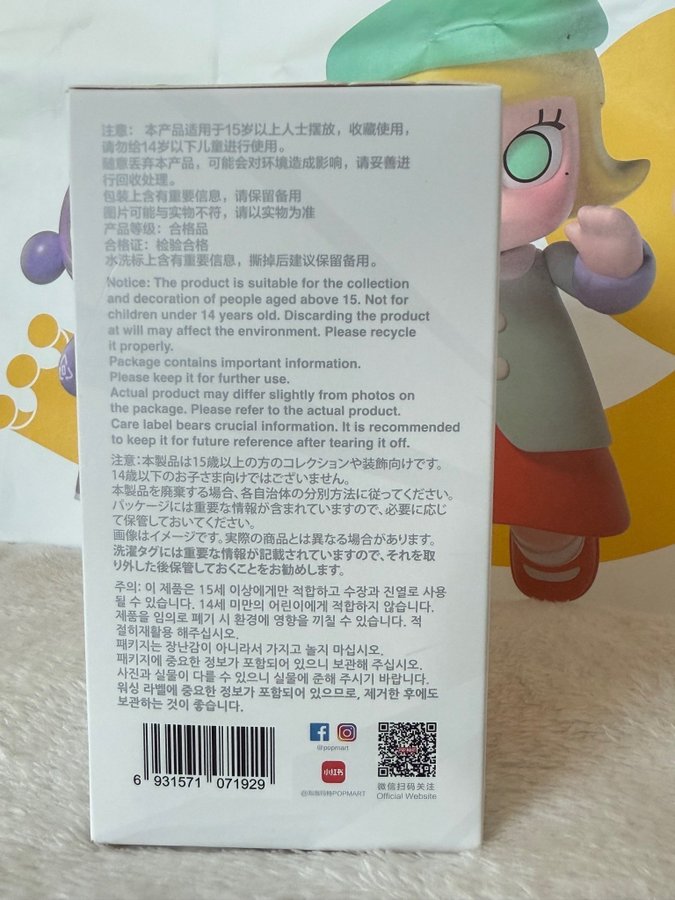 注意： 本产品适用于15岁以上人士摆放，收藏使用，
请勿给14岁以下儿童进行使用。
随意丢弃本产品，可能会对环境造成影响，请妥善进
行回收处理。
包装上含有重要信息，请保留备用
图片可能与实物不符，请以实物为准
产品等级：合格品
合格证：检验合格
水洗标上含有重要信息，撕掉后建议保留备用。
Notice: The product is suitable for the collection
and decoration of people aged above 15. Not for
children under 14 years old. Discarding the product
at will may affect the environment. Please recycle
it properly.
Package contains important information.
Please keep it for further use.
Actual product may differ slightly from photos on
the package. Please refer to the actual product.
Care label bears crucial information. It is recommended
to keep it for future reference after tearing it off.
注意：本製品は15歳以上の方のコレクションや装飾向けです。
14歳以下のお子さま向けではございません。
本製品を廃棄する場合、各自治体の分別方法に従ってください。
パッケージには重要な情報が含まれていますので、必要に応じ
て保管しておいてください。
画像はイメージです。実際の商品とは異なる場合があります。
洗濯タグには重要な情報が記載されていますので、それを取
り外した後保管しておくことをお勧めします。
주의: 이 제품은 15세 이상에게만 적합하고 수장과 진열로 사용
될 수 있습니다. 14세 미만의 어린이에게 적합하지 않습니다.
제품을 임의로 폐기 시 환경에 영향을 끼칠 수 있습니다. 적
절히재활용 해주십시오.
패키지는 장난감이 아니라서 가지고 놀지 마십시오.
패키지에 중요한 정보가 포함되어 있으니 보관해 주십시오.
사진과 실물이 다를 수 있으니 실물에 준해 주시기 바랍니다.
워싱 라벨에 중요한 정보가 포함되어 있으므로, 제거한 후에도
보관하는 것이 좋습니다.
6 931571 071929
@popmart
小红书
@泡泡玛特POPMART
微信扫码关注
Official Website